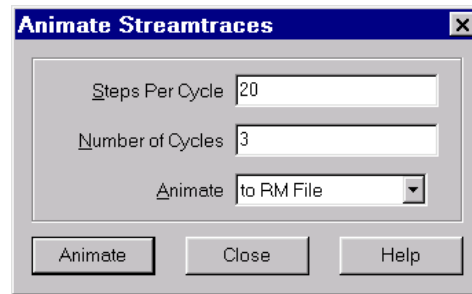 Animate Streamtraces
Steps Per Cycle 20
Number of Cycles 3
Animate to RM File
Animate Close Help